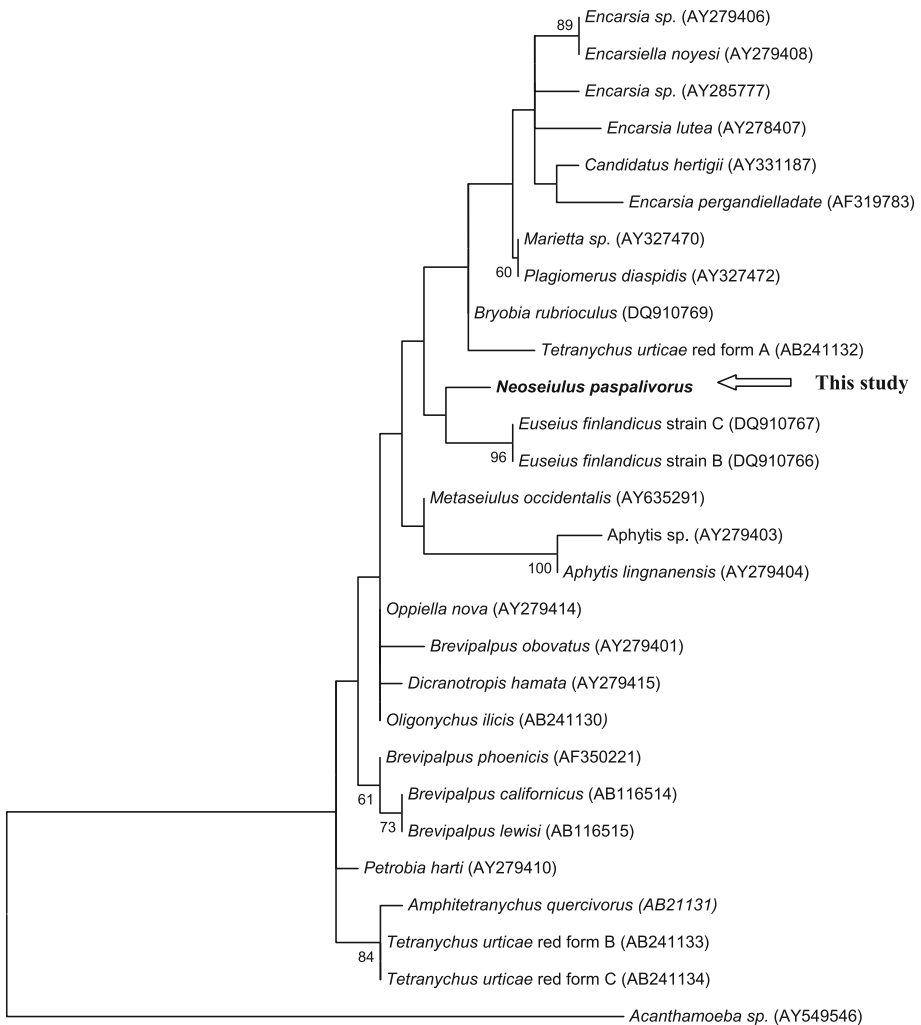 Encarsia sp. (AY279406)
89
Encarsiella noyesi (AY279408)
Encarsia sp. (AY285777)
Encarsia lutea (AY278407)
Candidatus hertigii (AY331187)
Encarsia pergandielladate (AF319783)
Marietta sp. (AY327470)
60
Plagiomerus diaspidis (AY327472)
Bryobia rubrioculus (DQ910769)
Tetranychus urticae red form A (AB241132)
Neoseiulus paspalivorus This study
Euseius finlandicus strain C (DQ910767)
96
Euseius finlandicus strain B (DQ910766)
Metaseiulus occidentalis (AY635291)
Aphytis sp. (AY279403)
100
Aphytis lingnanensis (AY279404)
Oppiella nova (AY279414)
Brevipalpus obovatus (AY279401)
Dicranotropis hamata (AY279415)
Oligonychus ilicis (AB241130)
Brevipalpus phoenicis (AF350221)
61
Brevipalpus californicus (AB116514)
73
Brevipalpus lewisi (AB116515)
Petrobia harti (AY279410)
Amphitetranychus quercivorus (AB21131)
Tetranychus urticae red form B (AB241133)
84
Tetranychus urticae red form C (AB241134)
Acanthamoeba sp. (AY549546)